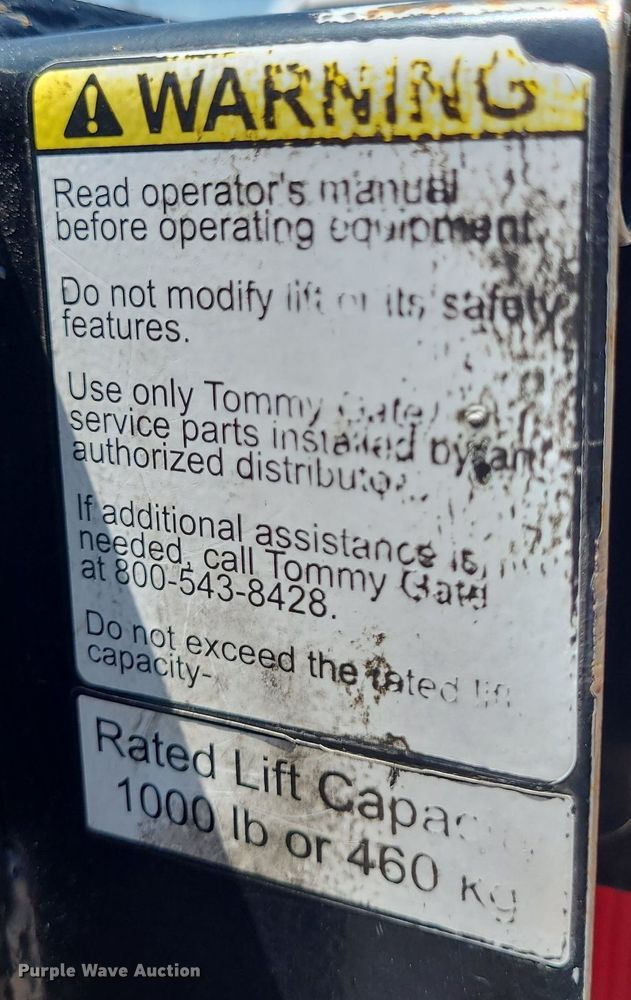 WARNING
Read operator's manual
before operating equipment.
Do not modify lift or its safety
features.
Use only Tommy Gate
service parts installed by an
authorized distributor.
If additional assistance is
needed, call Tommy Gate
at 800-543-8428.
Do not exceed the rated lift
capacity-
Rated Lift Capacity
1000 lb or 460 kg
Purple Wave Auction